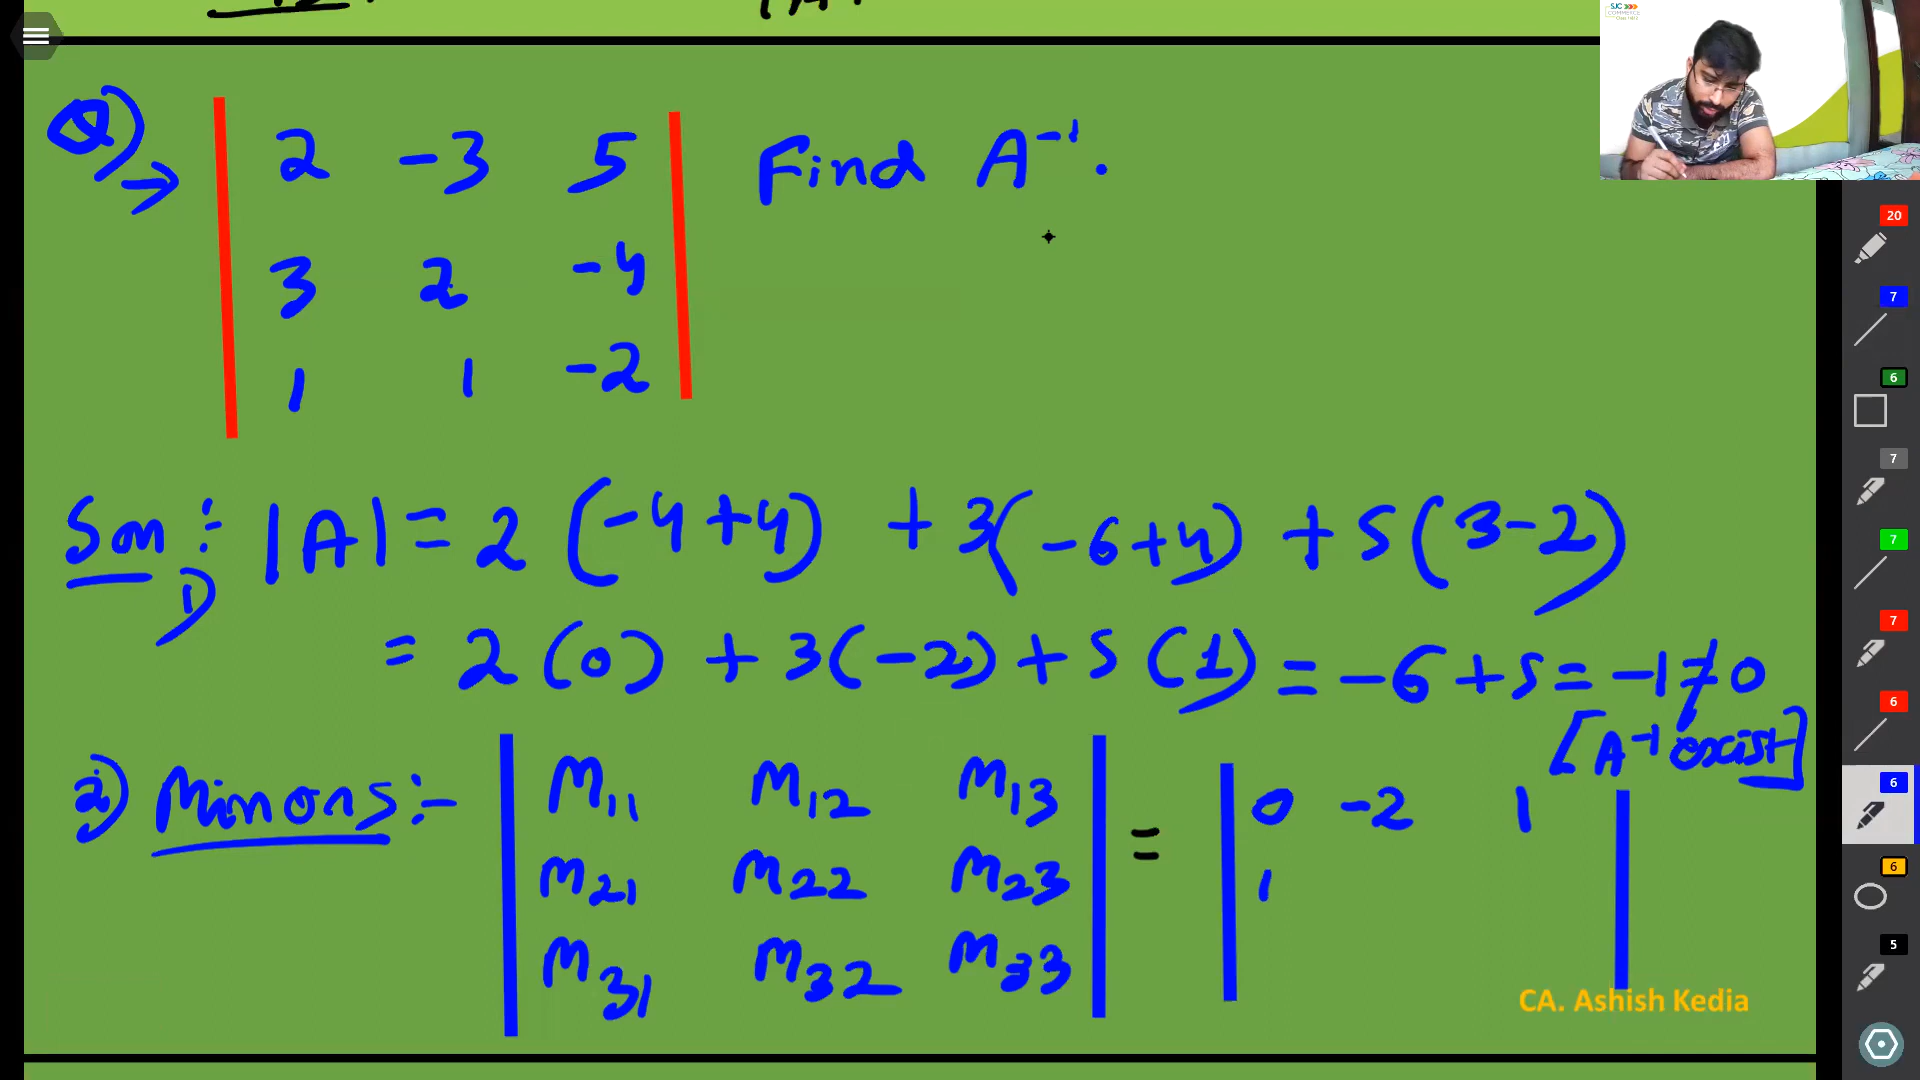 SJC
COMMERCE
Q) → | 2 -3 5 | Find A⁻¹.
3 2 -4
1 1 -2
Son :- |A| = 2 (-4+4) + 3(-6+4) + 5 (3-2)
1)
= 2 (0) + 3(-2) + 5 (1) = -6 + 5 = -1 ≠ 0
[A⁻¹ exist]
2) Minors :- | M11 M12 M13 | = | 0 -2 1 |
M21 M22 M23 1
M31 M32 M33
CA. Ashish Kedia
20
7
6
7
7
7
6
6
6
5